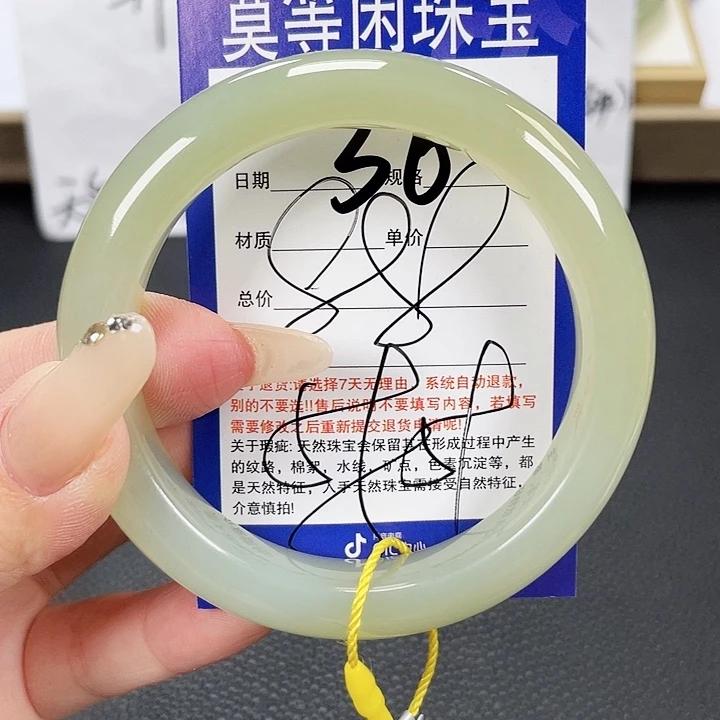 莫等闲珠宝
56
日期 规格
材质 单价
总价
关于退货:请选择7天无理由，系统自动退款，
别的不要选!!售后说明不要填写内容，若填写
需要修改之后重新提交退货申请呢!
关于瑕疵: 天然珠宝会保留其在形成过程中产生
的纹路，棉絮，水线，矿点，色素沉淀等，都
是天然特征，入手天然珠宝需接受自然特征，
介意慎拍!